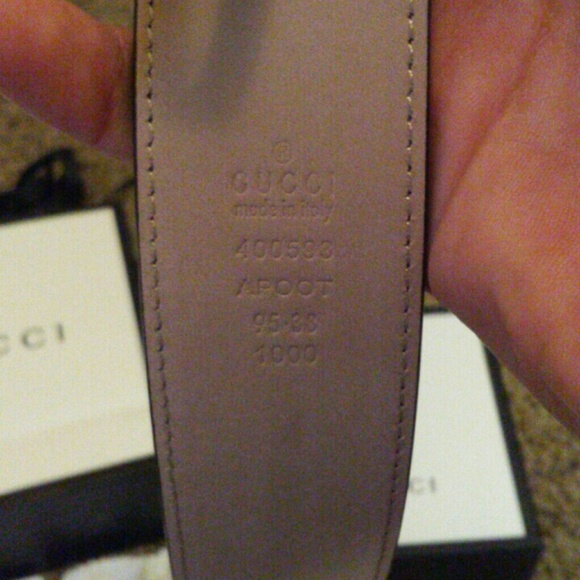 ®
GUCCI
made in italy
400593
AP00T
95·38
1000
CCI
CCI